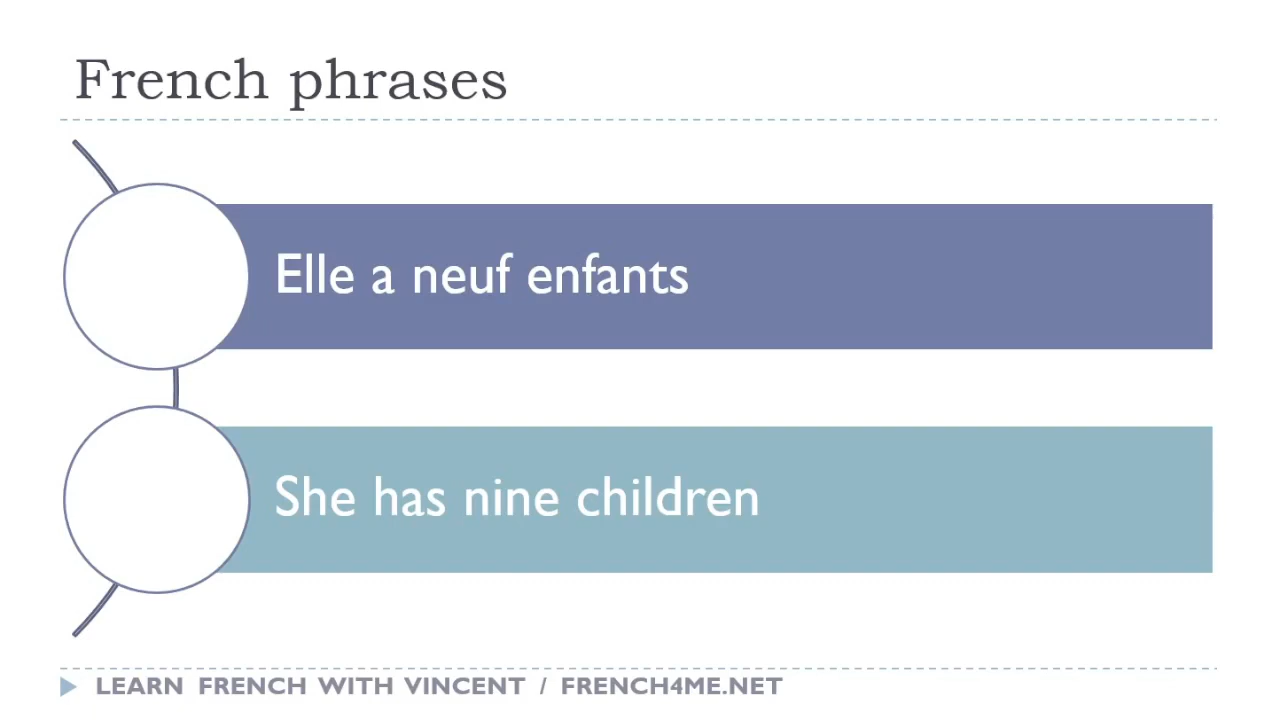 French phrases
Elle a neuf enfants
She has nine children
LEARN FRENCH WITH VINCENT / FRENCH4ME.NET